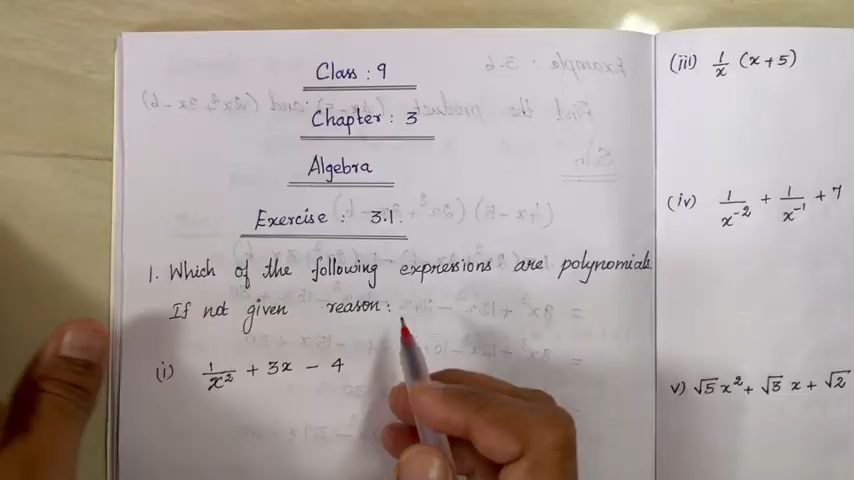 Class : 9
Chapter : 3
Algebra
Exercise : 3.1.
1. Which of the following expressions are polynomials.
If not given reason:
(i) 1/x² + 3x - 4
(iii) 1/x (x+5)
(iv) 1/x⁻² + 1/x⁻¹ + 7
v) √5 x² + √3 x + √2